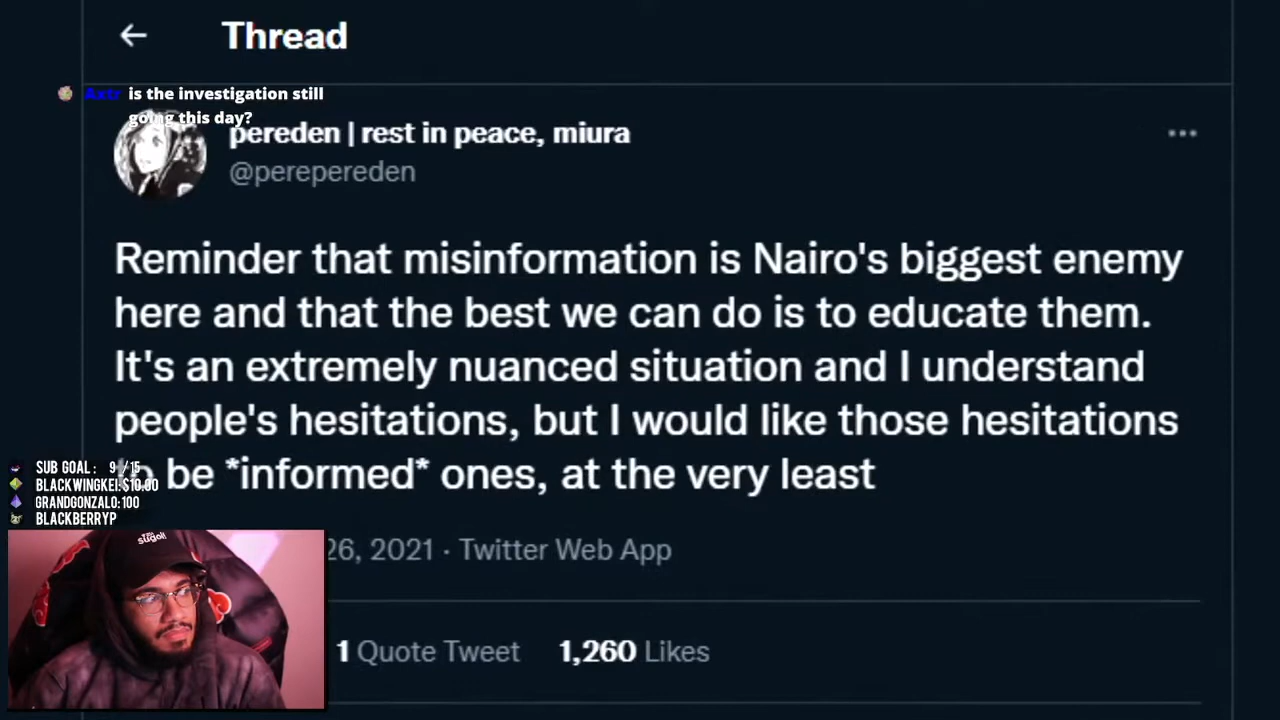 Thread
Axtr is the investigation still
going this day?
pereden | rest in peace, miura
@perepereden
Reminder that misinformation is Nairo's biggest enemy
here and that the best we can do is to educate them.
It's an extremely nuanced situation and I understand
people's hesitations, but I would like those hesitations
to be *informed* ones, at the very least
SUB GOAL: 9/15
BLACKWINGKEI:$10.00
GRANDGONZALO:100
BLACKBERRYP
26, 2021 · Twitter Web App
1 Quote Tweet 1,260 Likes
sugoi!